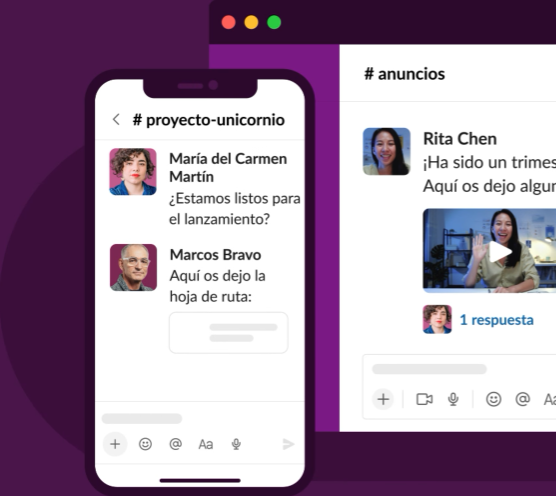 # proyecto-unicornio
María del Carmen
Martín
¿Estamos listos para
el lanzamiento?
Marcos Bravo
Aquí os dejo la
hoja de ruta:
@ Aa
# anuncios
Rita Chen
¡Ha sido un trimes
Aquí os dejo algun
1 respuesta
@ Aa